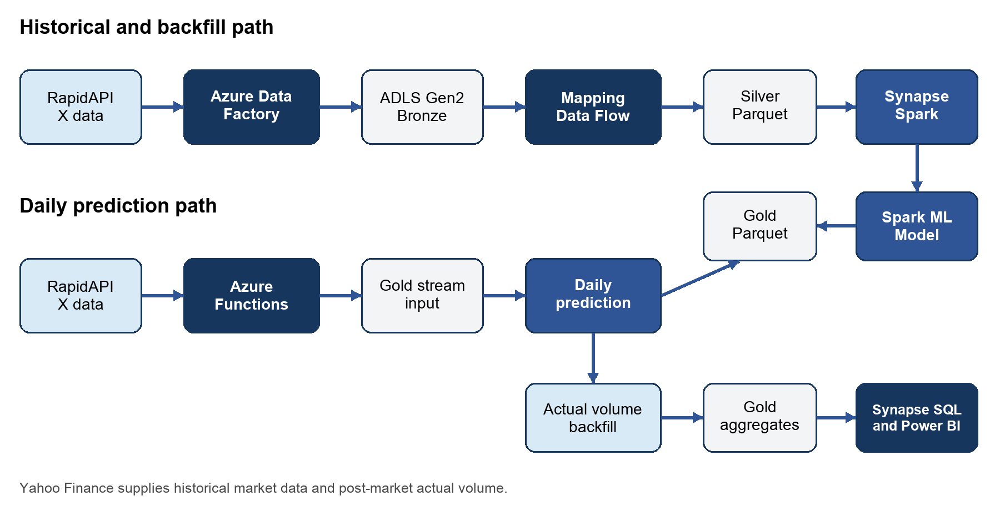 Historical and backfill path
RapidAPI
X data
Azure Data
Factory
ADLS Gen2
Bronze
Mapping
Data Flow
Silver
Parquet
Synapse
Spark
Daily prediction path
Gold
Parquet
Spark ML
Model
RapidAPI
X data
Azure
Functions
Gold stream
input
Daily
prediction
Actual volume
backfill
Gold
aggregates
Synapse SQL
and Power BI
Yahoo Finance supplies historical market data and post-market actual volume.